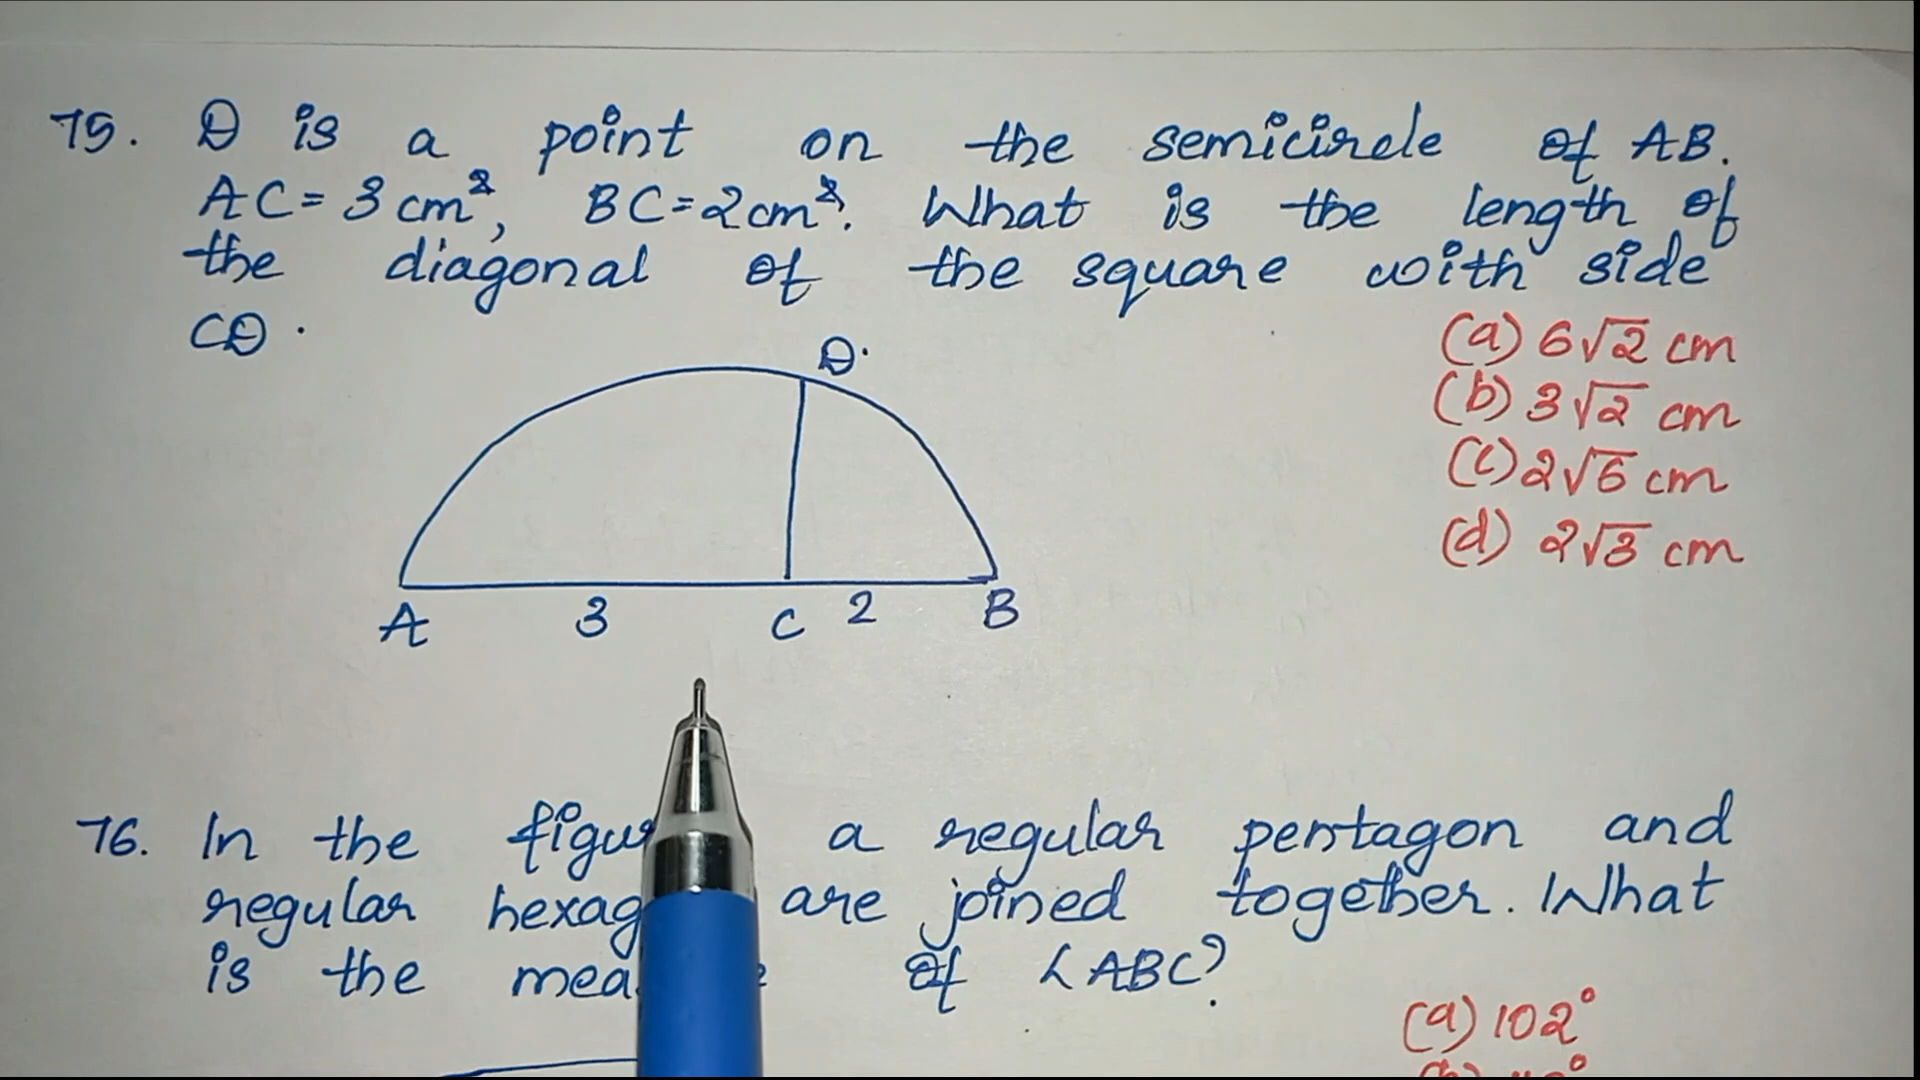 75. D is a point on the semicircle of AB.
AC = 3 cm², BC = 2 cm². What is the length of
the diagonal of the square with side
CD.
(a) 6√2 cm
(b) 3√2 cm
(c) 2√6 cm
(d) 2√3 cm
D.
A 3 C 2 B
76. In the a regular pentagon and
regular are joined together. What
is the of ∠ABC?
(a) 102°